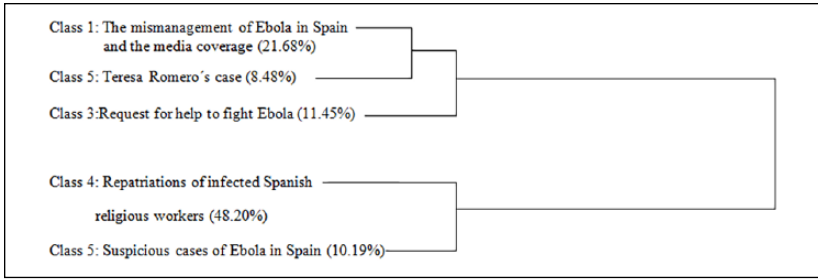 Class 1: The mismanagement of Ebola in Spain
and the media coverage (21.68%)
Class 5: Teresa Romero´s case (8.48%)
Class 3:Request for help to fight Ebola (11.45%)
Class 4: Repatriations of infected Spanish
religious workers (48.20%)
Class 5: Suspicious cases of Ebola in Spain (10.19%)